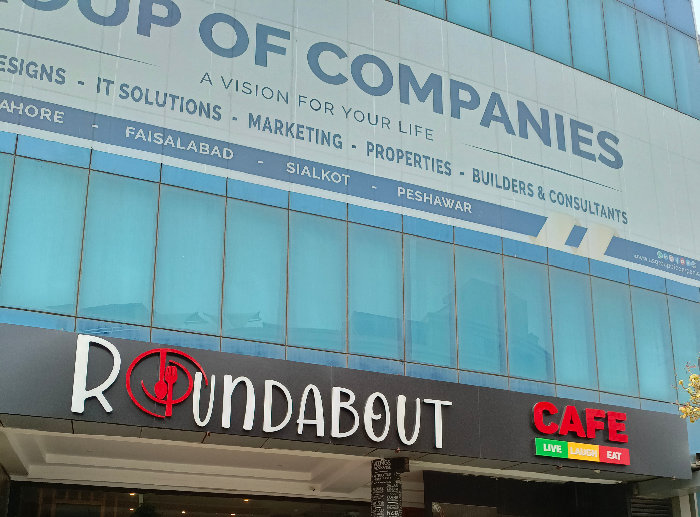 ROUP OF COMPANIES
A VISION FOR YOUR LIFE
ESIGNS - IT SOLUTIONS - MARKETING - PROPERTIES - BUILDERS & CONSULTANTS
AHORE - FAISALABAD - SIALKOT - PESHAWAR
ROUNDABOUT
CAFE
LIVE LAUGH EAT